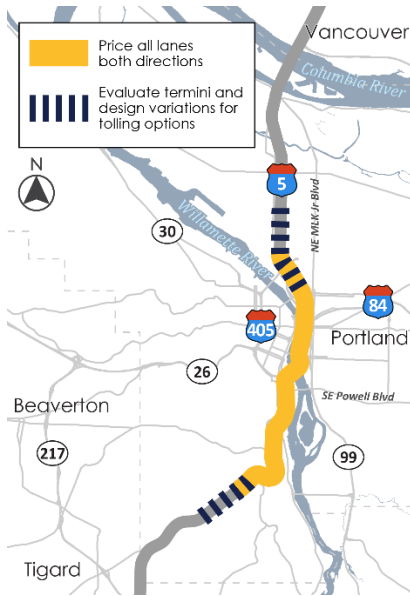 Vancouver
Price all lanes
both directions
Columbia River
Evaluate termini and
design variations for
tolling options
N
5
NE MLK Jr Blvd
Willamette River
30
84
405
Portland
26
SE Powell Blvd
Beaverton
217
99
Tigard